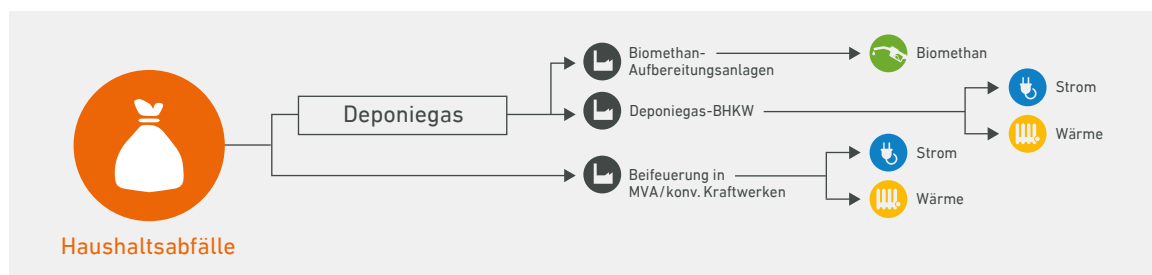 Haushaltsabfälle
Deponiegas
Biomethan-
Aufbereitungsanlagen
Biomethan
Deponiegas-BHKW
Strom
Wärme
Beifeuerung in
MVA/konv. Kraftwerken
Strom
Wärme